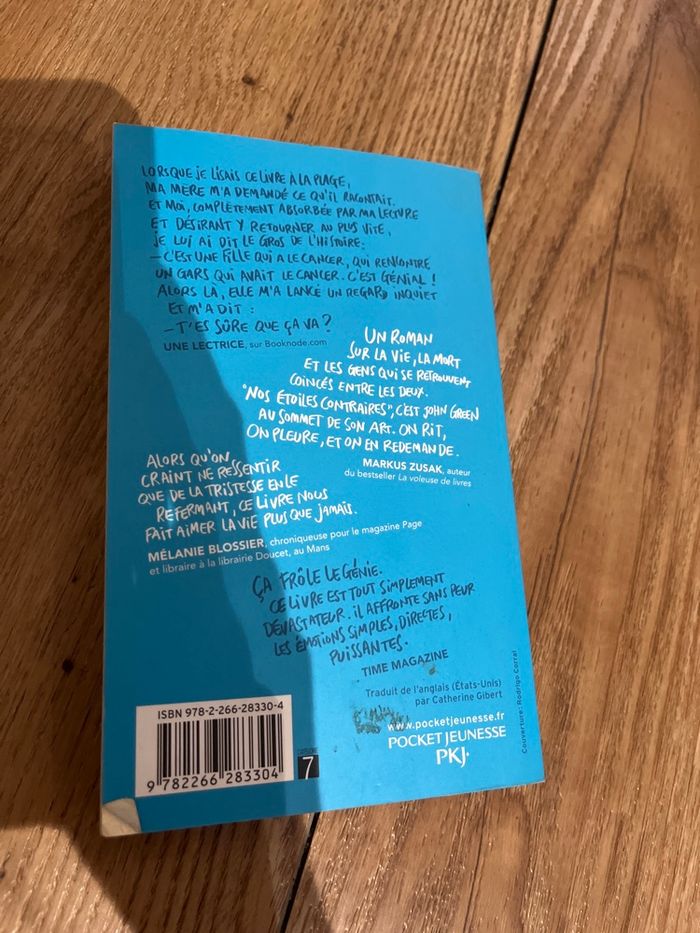 LORSQUE JE LISAIS CE LIVRE À LA PLAGE,
MA MÈRE M'A DEMANDÉ CE QU'IL RACONTAIT.
ET MOI, COMPLÈTEMENT ABSORBÉE PAR MA LECTURE
ET DÉSIRANT Y RETOURNER AU PLUS VITE,
JE LUI AI DIT LE GROS DE L'HISTOIRE:
— C'EST UNE FILLE QUI A LE CANCER, QUI RENCONTRE
UN GARS QUI AVAIT LE CANCER. C'EST GÉNIAL !
ALORS LÀ, ELLE M'A LANCÉ UN REGARD INQUIET
ET M'A DIT :
— T'ES SÛRE QUE ÇA VA ?
UNE LECTRICE, sur Booknode.com
UN ROMAN
SUR LA VIE, LA MORT
ET LES GENS QUI SE RETROUVENT
COINCÉS ENTRE LES DEUX.
"NOS ÉTOILES CONTRAIRES", C'EST JOHN GREEN
AU SOMMET DE SON ART. ON RIT,
ON PLEURE, ET ON EN REDEMANDE.
MARKUS ZUSAK, auteur
du bestseller La voleuse de livres
ALORS QU'ON
CRAINT NE RESSENTIR
QUE DE LA TRISTESSE EN LE
REFERMANT, CE LIVRE NOUS
FAIT AIMER LA VIE PLUS QUE JAMAIS.
MÉLANIE BLOSSIER, chroniqueuse pour le magazine Page
et libraire à la librairie Doucet, au Mans
ÇA FRÔLE LE GÉNIE.
CE LIVRE EST TOUT SIMPLEMENT
DÉVASTATEUR. IL AFFRONTE SANS PEUR
LES ÉMOTIONS SIMPLES, DIRECTES,
PUISSANTES.
TIME MAGAZINE
Traduit de l'anglais (États-Unis)
par Catherine Gibert
www.pocketjeunesse.fr
POCKET JEUNESSE
PKJ·
Couverture : Rodrigo Corral
ISBN 978-2-266-28330-4
9 782266 283304
CATÉGORIE
7